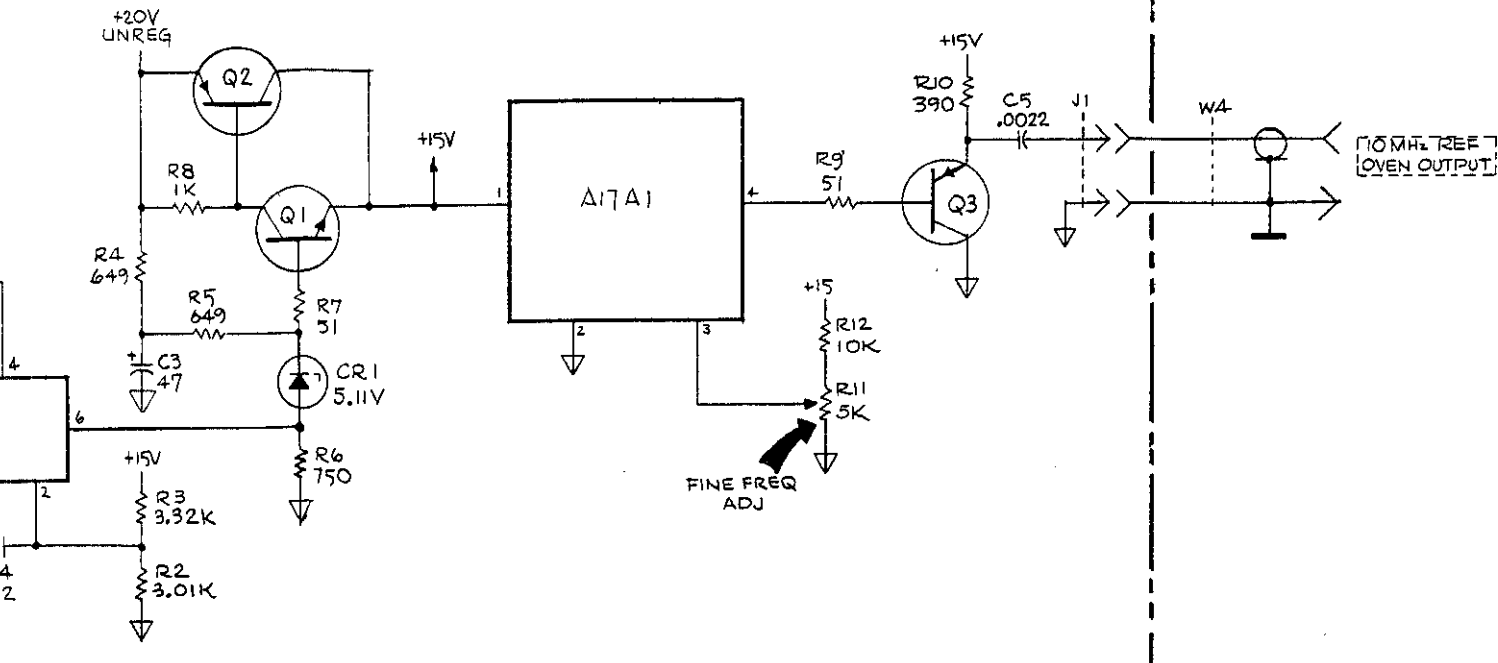 +20V
UNREG
Q2
R8
1K
Q1
+15V
R4
649
R5
649
R7
51
+
C3
47
CR1
5.11V
4
6
2
R6
750
+15V
R3
3.32K
R2
3.01K
4
2
1
A17A1
4
2
3
R9
51
+15V
R10
390
C5
.0022
Q3
J1
W4
10 MHz REF
OVEN OUTPUT
+15
R12
10K
R11
5K
FINE FREQ
ADJ